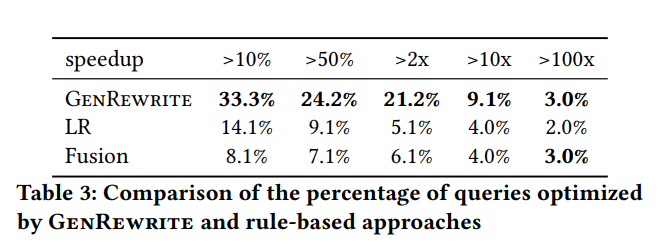 speedup >10% >50% >2x >10x >100x
GenRewrite 33.3% 24.2% 21.2% 9.1% 3.0%
LR 14.1% 9.1% 5.1% 4.0% 2.0%
Fusion 8.1% 7.1% 6.1% 4.0% 3.0%
Table 3: Comparison of the percentage of queries optimized
by GenRewrite and rule-based approaches